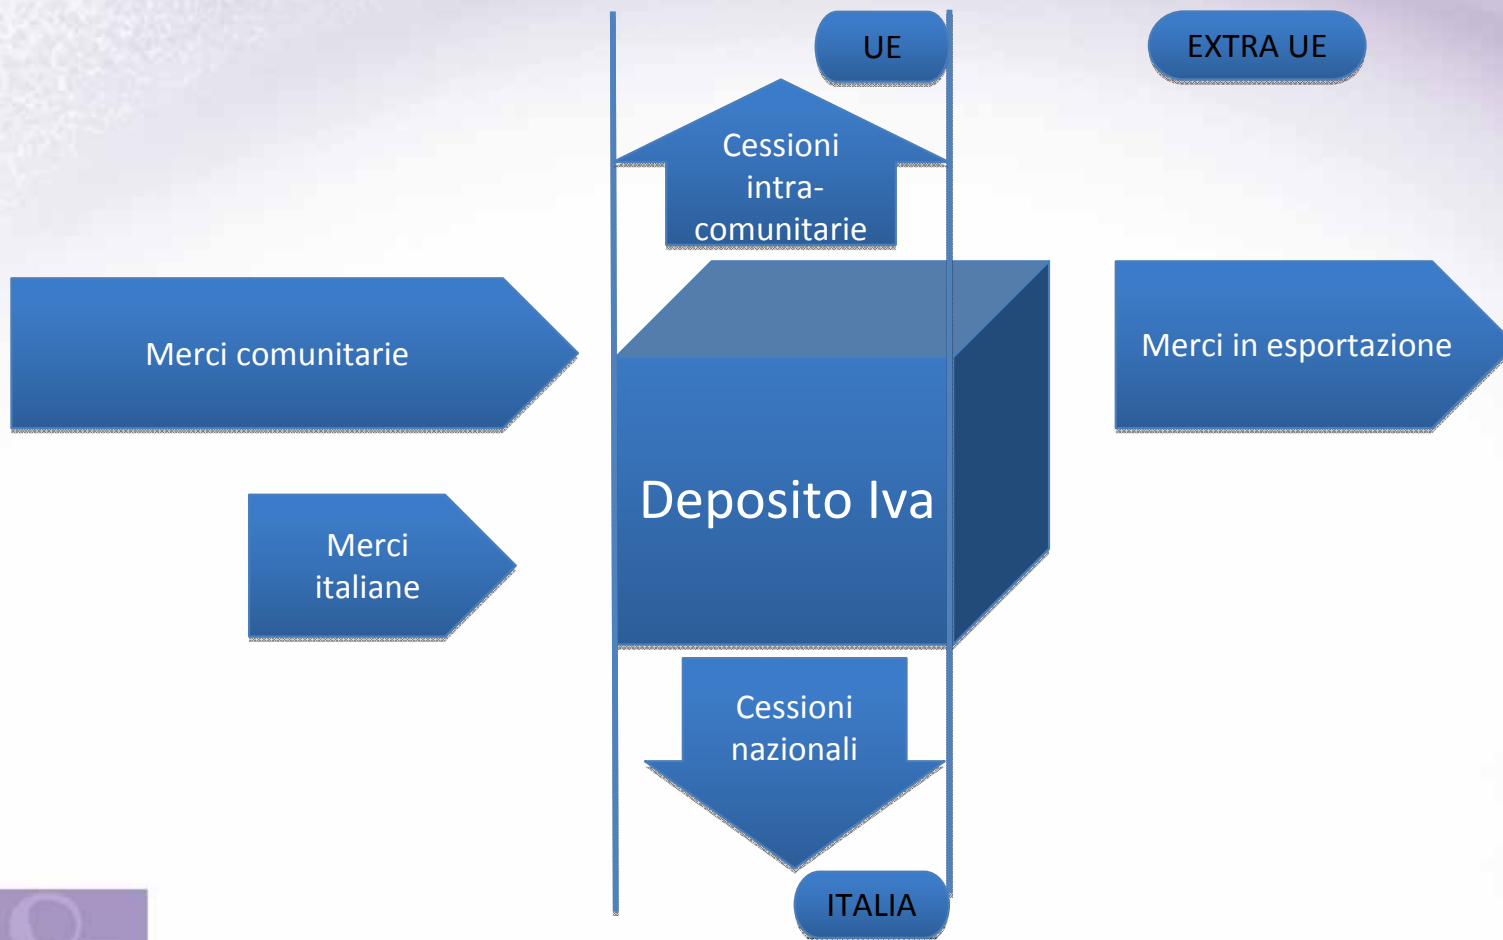 UE
EXTRA UE
Cessioni
intra-
comunitarie
Merci comunitarie
Merci in esportazione
Deposito Iva
Merci
italiane
Cessioni
nazionali
ITALIA